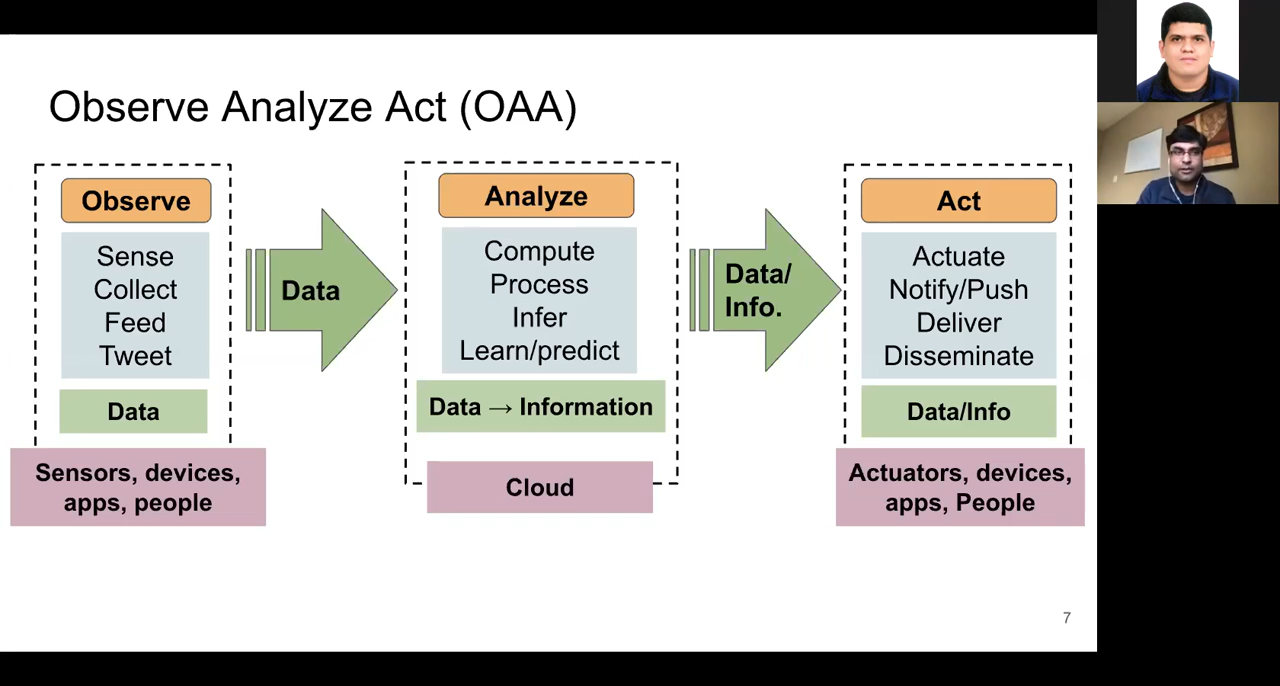 Observe Analyze Act (OAA)
Observe
Sense
Collect
Feed
Tweet
Data
Sensors, devices,
apps, people
Data
Analyze
Compute
Process
Infer
Learn/predict
Data → Information
Cloud
Data/
Info.
Act
Actuate
Notify/Push
Deliver
Disseminate
Data/Info
Actuators, devices,
apps, People
7